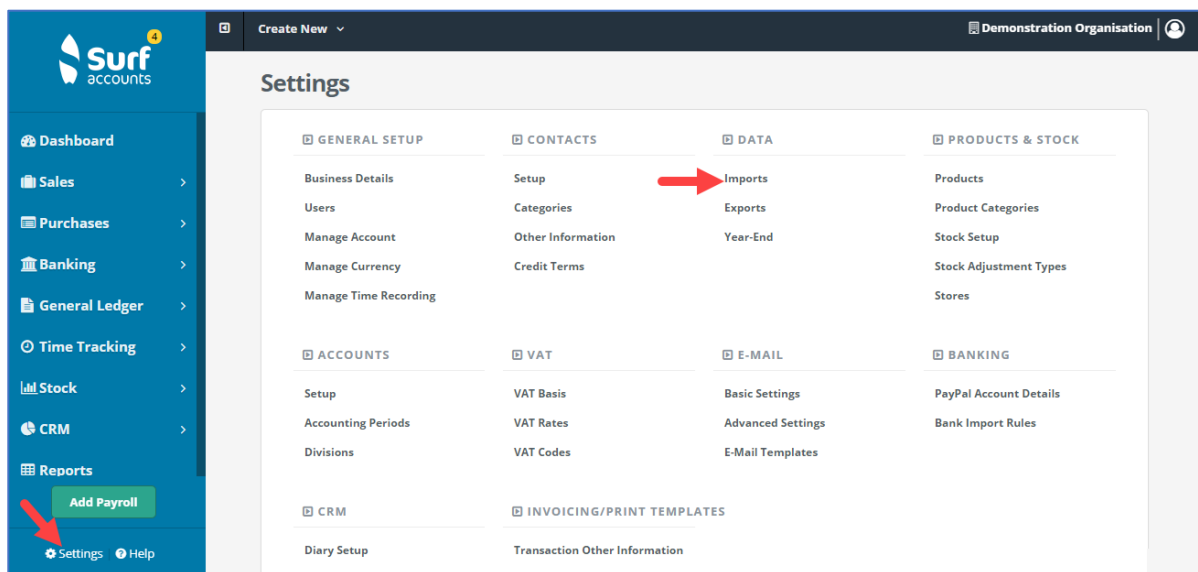 4
Surf
accounts
Create New
Demonstration Organisation
Dashboard
Sales
Purchases
Banking
General Ledger
Time Tracking
Stock
CRM
Reports
Add Payroll
Settings
Help
Settings
GENERAL SETUP
Business Details
Users
Manage Account
Manage Currency
Manage Time Recording
CONTACTS
Setup
Categories
Other Information
Credit Terms
DATA
Imports
Exports
Year-End
PRODUCTS & STOCK
Products
Product Categories
Stock Setup
Stock Adjustment Types
Stores
ACCOUNTS
Setup
Accounting Periods
Divisions
VAT
VAT Basis
VAT Rates
VAT Codes
E-MAIL
Basic Settings
Advanced Settings
E-Mail Templates
BANKING
PayPal Account Details
Bank Import Rules
CRM
Diary Setup
INVOICING/PRINT TEMPLATES
Transaction Other Information